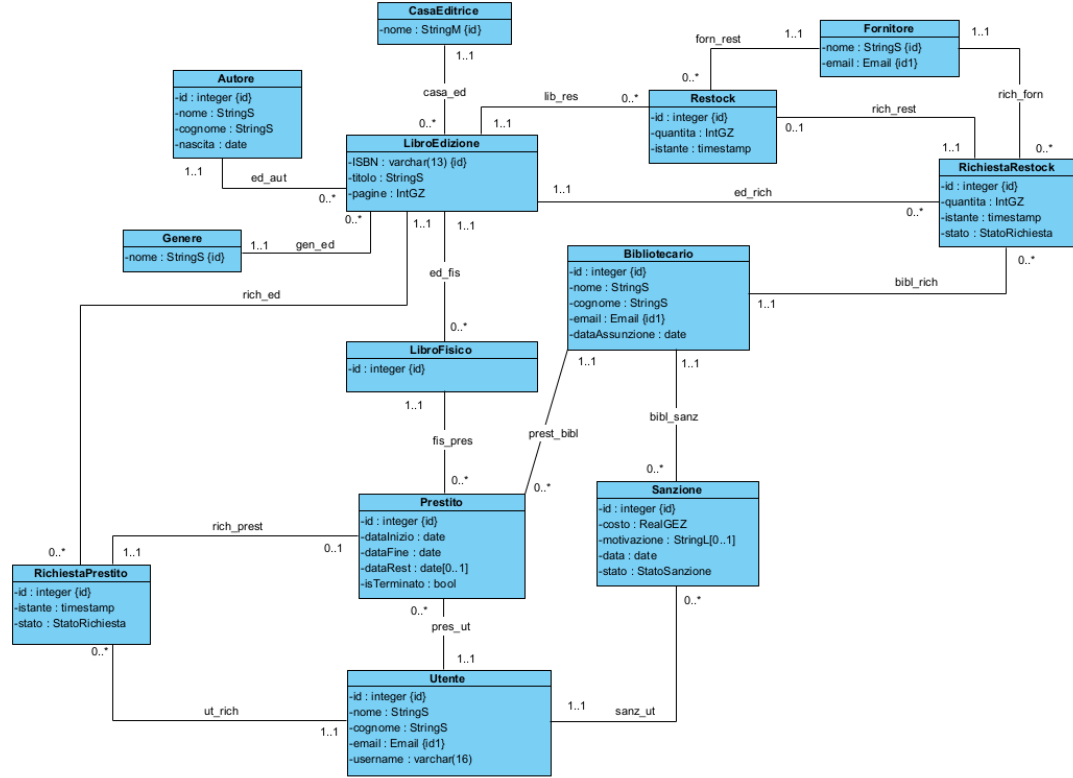 CasaEditrice
-nome : StringM {id}
Fornitore
-nome : StringS {id}
-email : Email {id1}
1..1
1..1
forn_rest
1..1
0..*
casa_ed
0..*
rich_forn
Autore
-id : integer {id}
-nome : StringS
-cognome : StringS
-nascita : date
lib_res
0..*
1..1
Restock
-id : integer {id}
-quantita : IntGZ
-istante : timestamp
rich_rest
0..1
1..1
0..*
LibroEdizione
-ISBN : varchar(13) {id}
-titolo : StringS
-pagine : IntGZ
1..1
ed_aut
0..*
1..1
ed_rich
0..*
RichiestaRestock
-id : integer {id}
-quantita : IntGZ
-istante : timestamp
-stato : StatoRichiesta
0..*
1..1
1..1
Genere
-nome : StringS {id}
1..1
gen_ed
0..*
Bibliotecario
-id : integer {id}
-nome : StringS
-cognome : StringS
-email : Email {id1}
-dataAssunzione : date
ed_fis
rich_ed
bibl_rich
1..1
0..*
LibroFisico
-id : integer {id}
1..1
1..1
1..1
bibl_sanz
prest_bibl
fis_pres
0..*
0..*
0..*
Prestito
-id : integer {id}
-dataInizio : date
-dataFine : date
-dataRest : date[0..1]
-isTerminato : bool
Sanzione
-id : integer {id}
-costo : RealGEZ
-motivazione : StringL[0..1]
-data : date
-stato : StatoSanzione
rich_prest
1..1
0..1
0..*
RichiestaPrestito
-id : integer {id}
-istante : timestamp
-stato : StatoRichiesta
0..*
0..*
pres_ut
0..*
1..1
Utente
-id : integer {id}
-nome : StringS
-cognome : StringS
-email : Email {id1}
-username : varchar(16)
ut_rich
1..1
1..1
sanz_ut